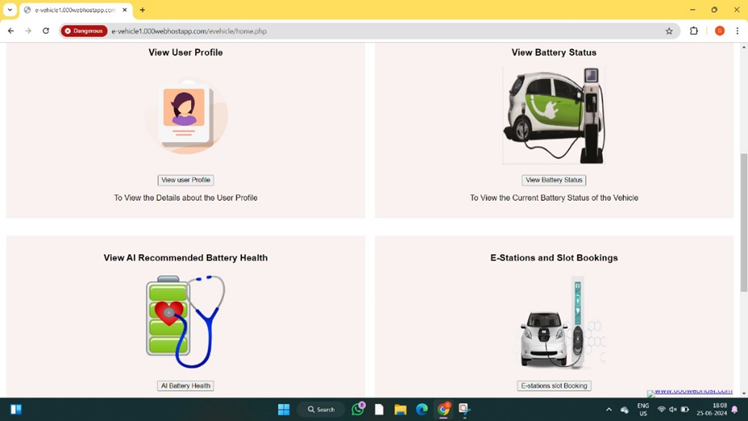 e-vehicle1.000webhostapp.com/
Dangerous
e-vehicle1.000webhostapp.com/evehicle/home.php
View User Profile
View Battery Status
View user Profile
View Battery Status
To View the Details about the User Profile
To View the Current Battery Status of the Vehicle
View AI Recommended Battery Health
E-Stations and Slot Bookings
AI Battery Health
E-stations slot Booking
www.000webhost.com
Search
ENG
US
18:03
25-06-2024